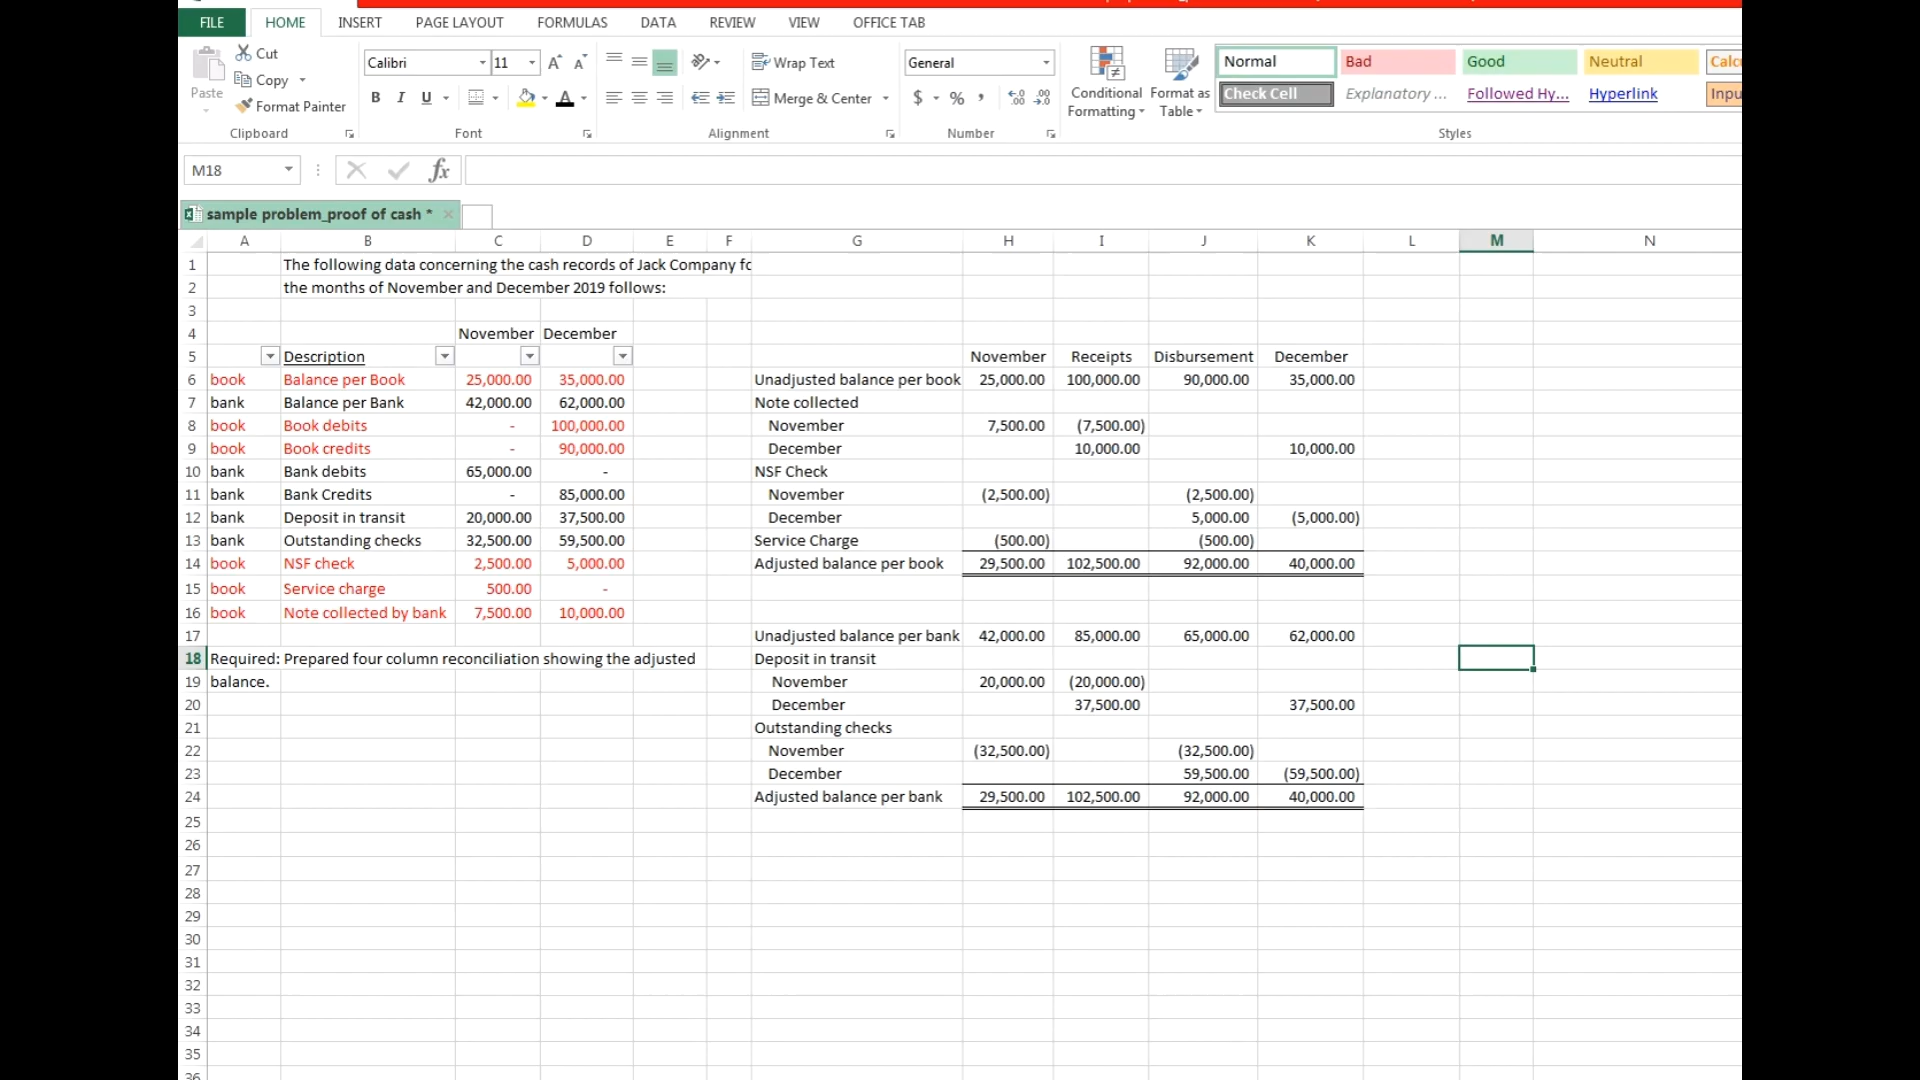 FILE HOME INSERT PAGE LAYOUT FORMULAS DATA REVIEW VIEW OFFICE TAB
Paste
Cut
Copy
Format Painter
Clipboard
Calibri 11
B I U A
Font
Wrap Text
Merge & Center
Alignment
General
$ % ,
Number
Conditional Formatting
Format as Table
Normal Bad Good Neutral
Check Cell Explanatory ... Followed Hy... Hyperlink
Styles
M18 fx
sample problem_proof of cash *
A B C D E F G H I J K L M N
1 The following data concerning the cash records of Jack Company
2 the months of November and December 2019 follows:
3
4 November December
5 Description November Receipts Disbursement December
6 book Balance per Book 25,000.00 35,000.00 Unadjusted balance per book 25,000.00 100,000.00 90,000.00 35,000.00
7 bank Balance per Bank 42,000.00 62,000.00 Note collected
8 book Book debits - 100,000.00 November 7,500.00 (7,500.00)
9 book Book credits - 90,000.00 December 10,000.00 10,000.00
10 bank Bank debits 65,000.00 - NSF Check
11 bank Bank Credits - 85,000.00 November (2,500.00) (2,500.00)
12 bank Deposit in transit 20,000.00 37,500.00 December 5,000.00 (5,000.00)
13 bank Outstanding checks 32,500.00 59,500.00 Service Charge (500.00) (500.00)
14 book NSF check 2,500.00 5,000.00 Adjusted balance per book 29,500.00 102,500.00 92,000.00 40,000.00
15 book Service charge 500.00 -
16 book Note collected by bank 7,500.00 10,000.00
17 Unadjusted balance per bank 42,000.00 85,000.00 65,000.00 62,000.00
18 Required: Prepared four column reconciliation showing the adjusted Deposit in transit
19 balance. November 20,000.00 (20,000.00)
20 December 37,500.00 37,500.00
21 Outstanding checks
22 November (32,500.00) (32,500.00)
23 December 59,500.00 (59,500.00)
24 Adjusted balance per bank 29,500.00 102,500.00 92,000.00 40,000.00
25
26
27
28
29
30
31
32
33
34
35